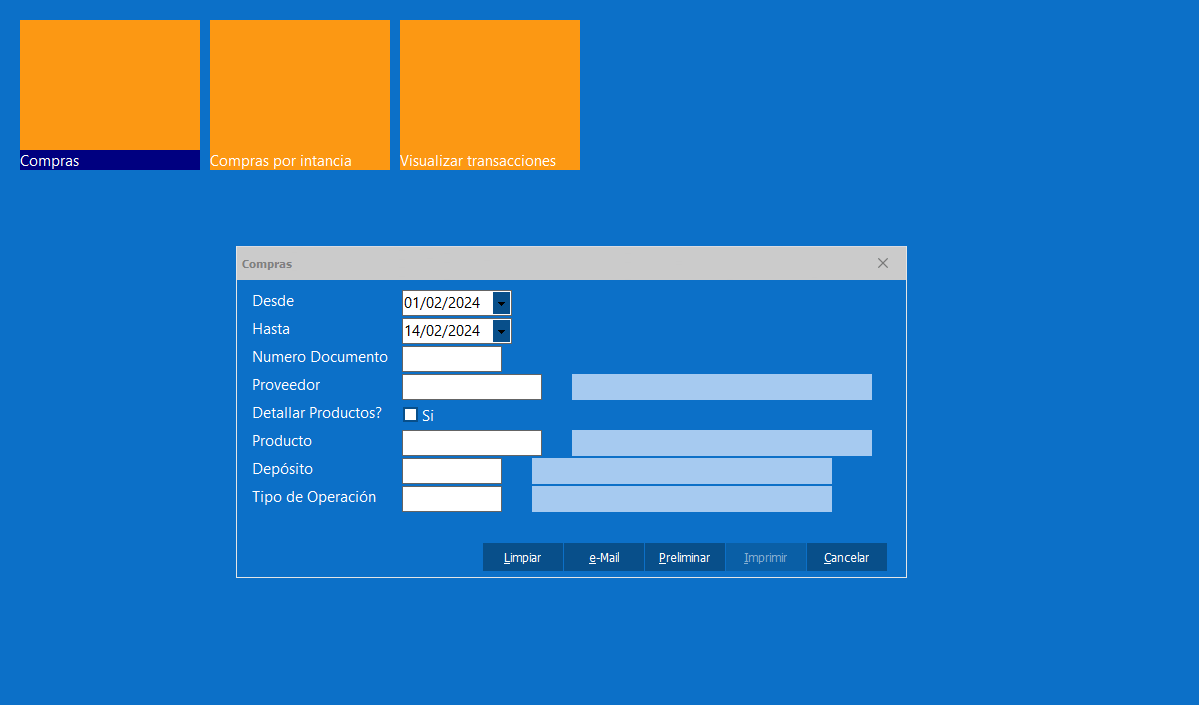 Compras
Compras por intancia
Visualizar transacciones
Compras
Desde 01/02/2024
Hasta 14/02/2024
Numero Documento
Proveedor
Detallar Productos? Si
Producto
Depósito
Tipo de Operación
Limpiar e-Mail Preliminar Imprimir Cancelar